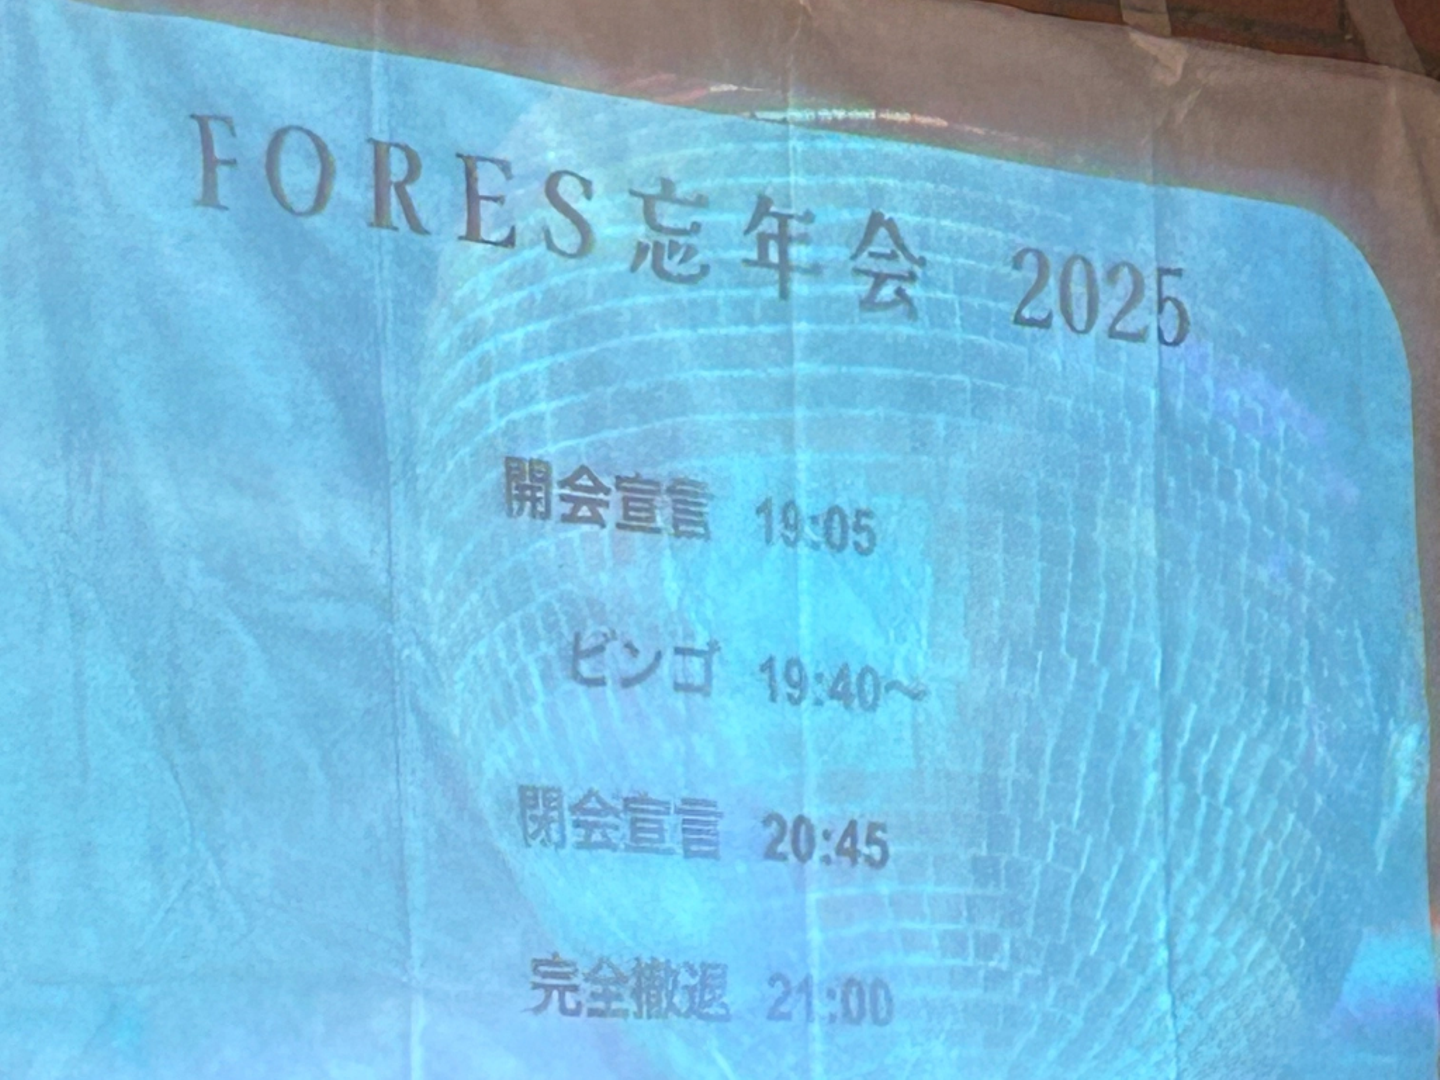 FORES忘年会 2025
開会宣言 19:05
ビンゴ 19:40〜
閉会宣言 20:45
完全撤退 21:00